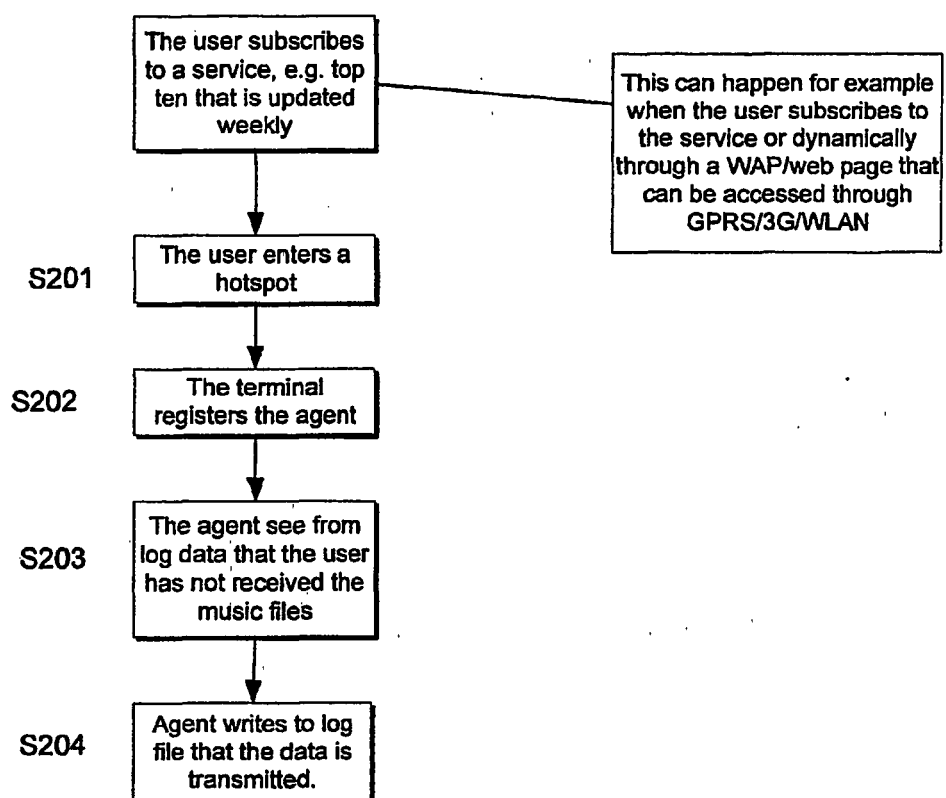 The user subscribes
to a service, e.g. top
ten that is updated
weekly
This can happen for example
when the user subscribes to
the service or dynamically
through a WAP/web page that
can be accessed through
GPRS/3G/WLAN
S201
The user enters a
hotspot
S202
The terminal
registers the agent
S203
The agent see from
log data that the user
has not received the
music files
S204
Agent writes to log
file that the data is
transmitted.